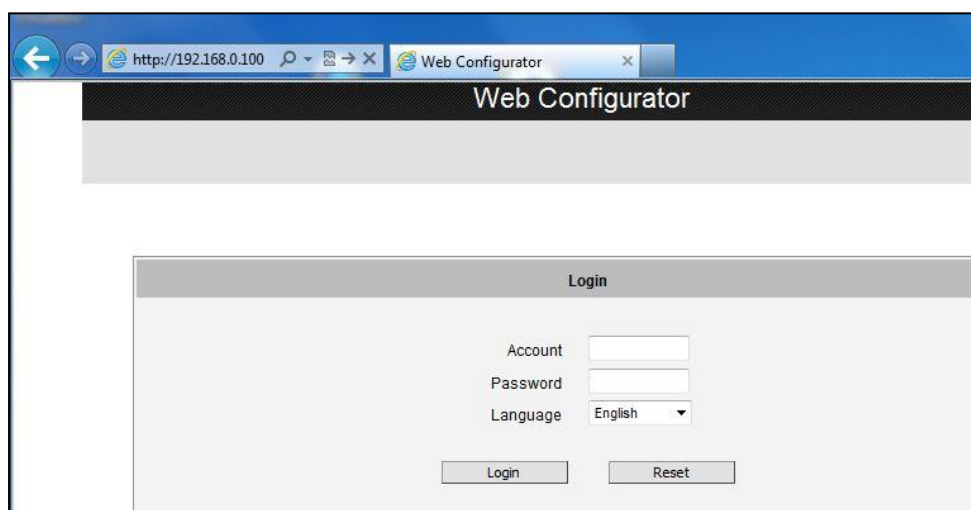 http://192.168.0.100 Web Configurator
Web Configurator
Login
Account
Password
Language English
Login Reset